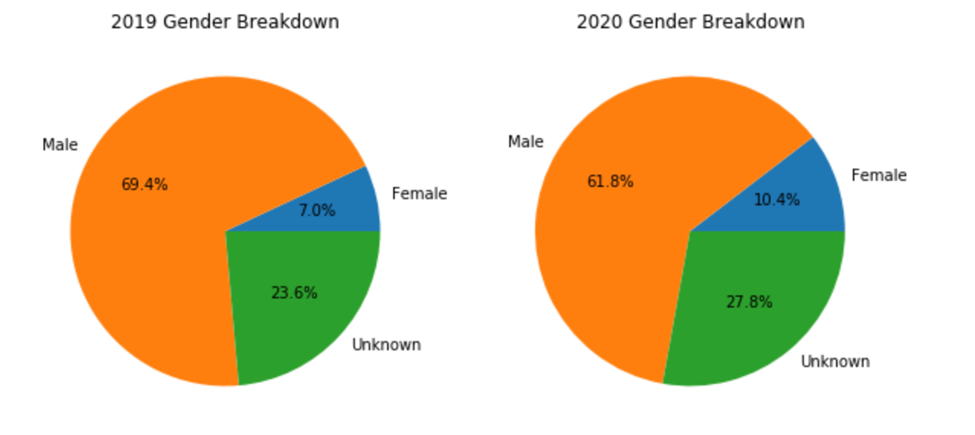 2019 Gender Breakdown
Male
69.4%
7.0%
Female
23.6%
Unknown
2020 Gender Breakdown
Male
61.8%
10.4%
Female
27.8%
Unknown